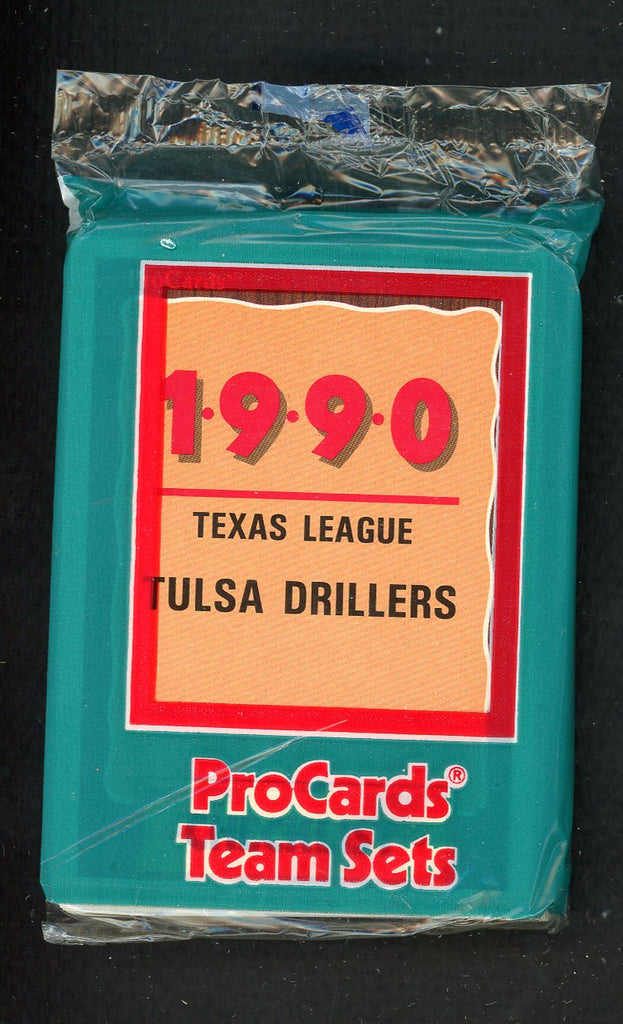 1·9·9·0
TEXAS LEAGUE
TULSA DRILLERS
ProCards®
Team Sets